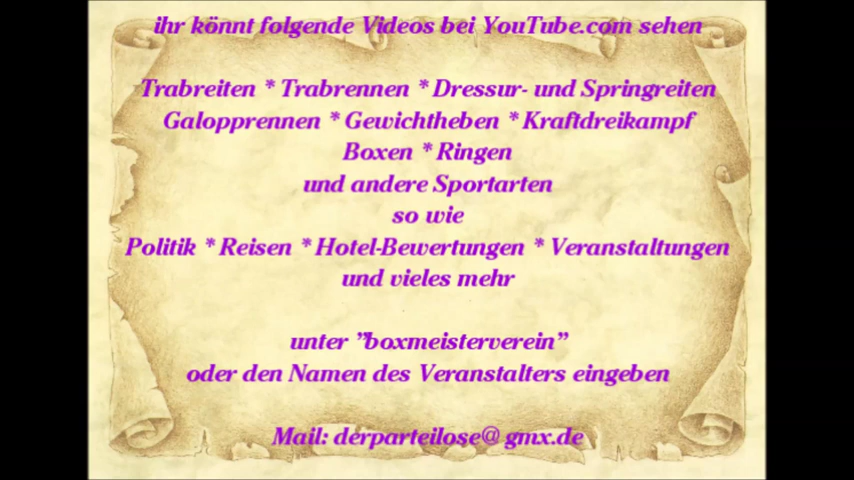 ihr könnt folgende Videos bei YouTube.com sehen
Trabreiten * Trabrennen * Dressur- und Springreiten
Galopprennen * Gewichtheben * Kraftdreikampf
Boxen * Ringen
und andere Sportarten
so wie
Politik * Reisen * Hotel-Bewertungen * Veranstaltungen
und vieles mehr
unter "boxmeisterverein"
oder den Namen des Veranstalters eingeben
Mail: derparteilose@gmx.de